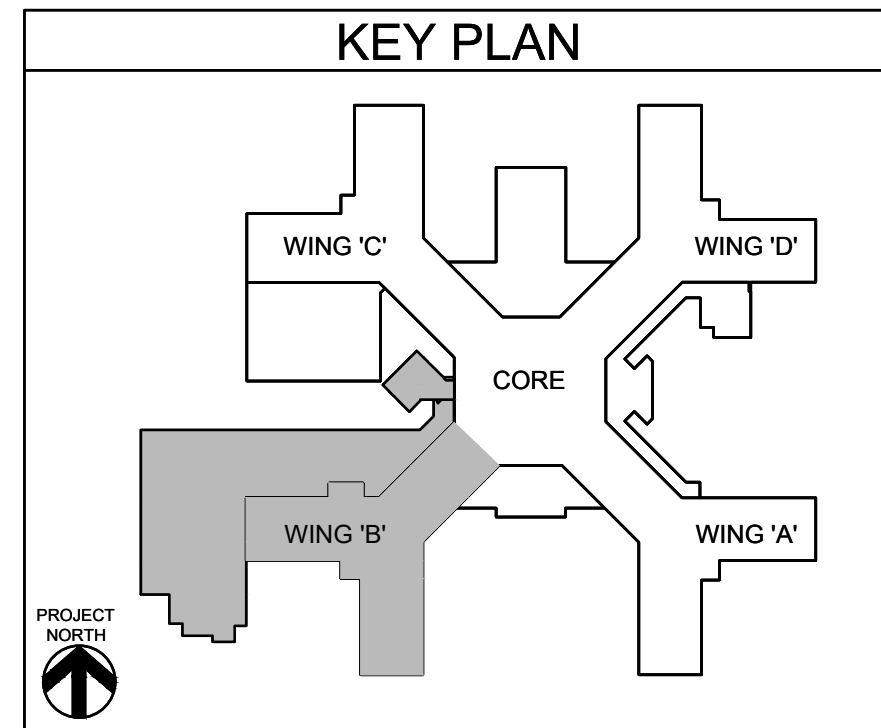 KEY PLAN
WING 'C'
WING 'D'
CORE
WING 'B'
WING 'A'
PROJECT
NORTH